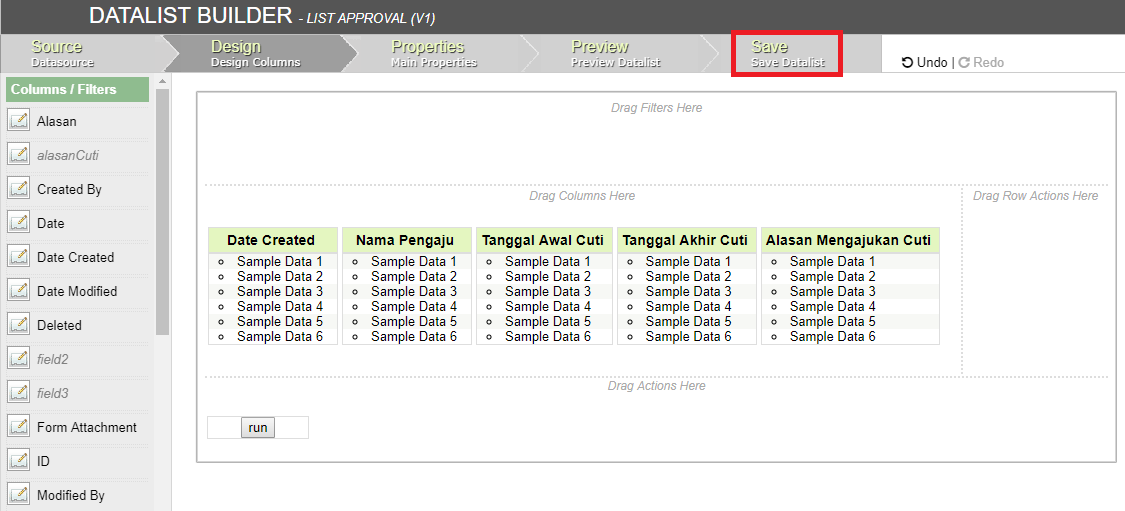 DATALIST BUILDER - LIST APPROVAL (V1)
Source Design Properties Preview Save
Datasource Design Columns Main Properties Preview Datalist Save Datalist Undo | Redo
Columns / Filters
Alasan
alasanCuti
Created By
Date
Date Created
Date Modified
Deleted
field2
field3
Form Attachment
ID
Modified By
Drag Filters Here
Drag Columns Here Drag Row Actions Here
Date Created Nama Pengaju Tanggal Awal Cuti Tanggal Akhir Cuti Alasan Mengajukan Cuti
Sample Data 1 Sample Data 1 Sample Data 1 Sample Data 1 Sample Data 1
Sample Data 2 Sample Data 2 Sample Data 2 Sample Data 2 Sample Data 2
Sample Data 3 Sample Data 3 Sample Data 3 Sample Data 3 Sample Data 3
Sample Data 4 Sample Data 4 Sample Data 4 Sample Data 4 Sample Data 4
Sample Data 5 Sample Data 5 Sample Data 5 Sample Data 5 Sample Data 5
Sample Data 6 Sample Data 6 Sample Data 6 Sample Data 6 Sample Data 6
Drag Actions Here
run